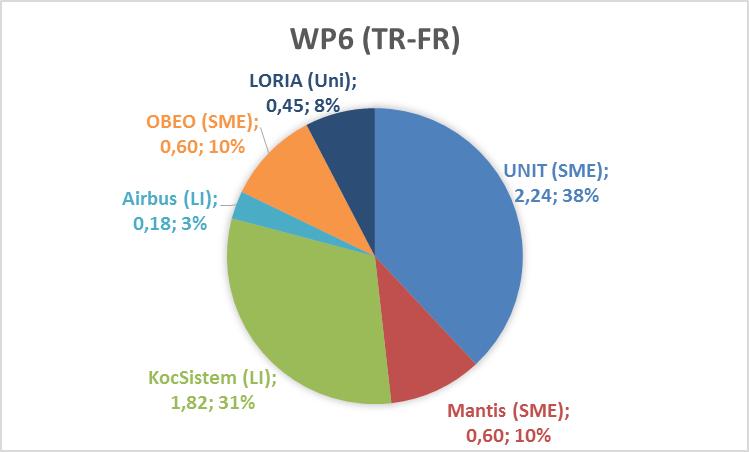 WP6 (TR-FR)
LORIA (Uni);
0,45; 8%
OBEO (SME);
0,60; 10%
UNIT (SME);
2,24; 38%
Airbus (LI);
0,18; 3%
KocSistem (LI);
1,82; 31%
Mantis (SME);
0,60; 10%